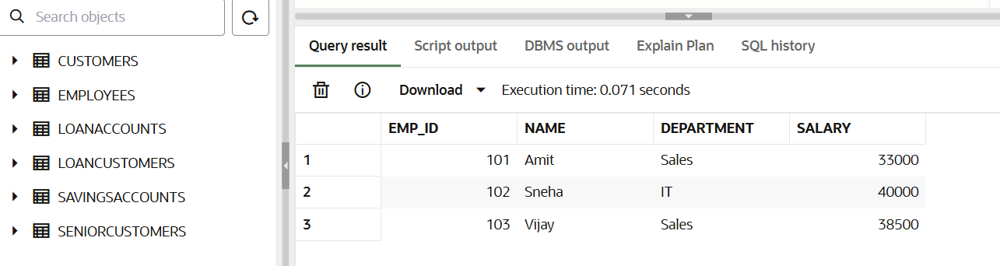 Search objects
CUSTOMERS
EMPLOYEES
LOANACCOUNTS
LOANCUSTOMERS
SAVINGSACCOUNTS
SENIORCUSTOMERS
Query result Script output DBMS output Explain Plan SQL history
Download Execution time: 0.071 seconds
EMP_ID NAME DEPARTMENT SALARY
1 101 Amit Sales 33000
2 102 Sneha IT 40000
3 103 Vijay Sales 38500